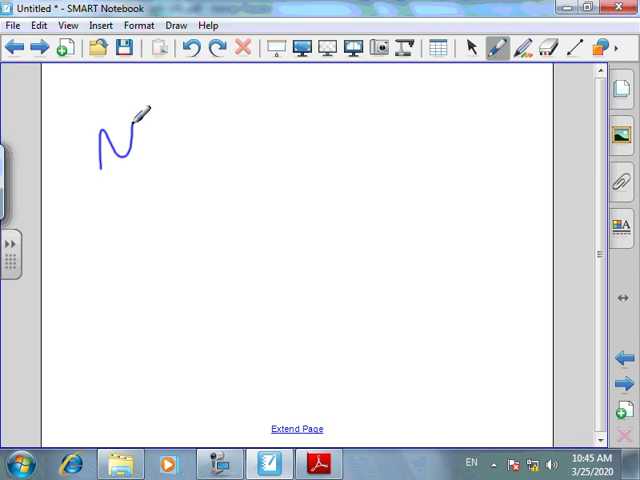 Untitled * - SMART Notebook
File Edit View Insert Format Draw Help
N
Extend Page
EN
10:45 AM
3/25/2020